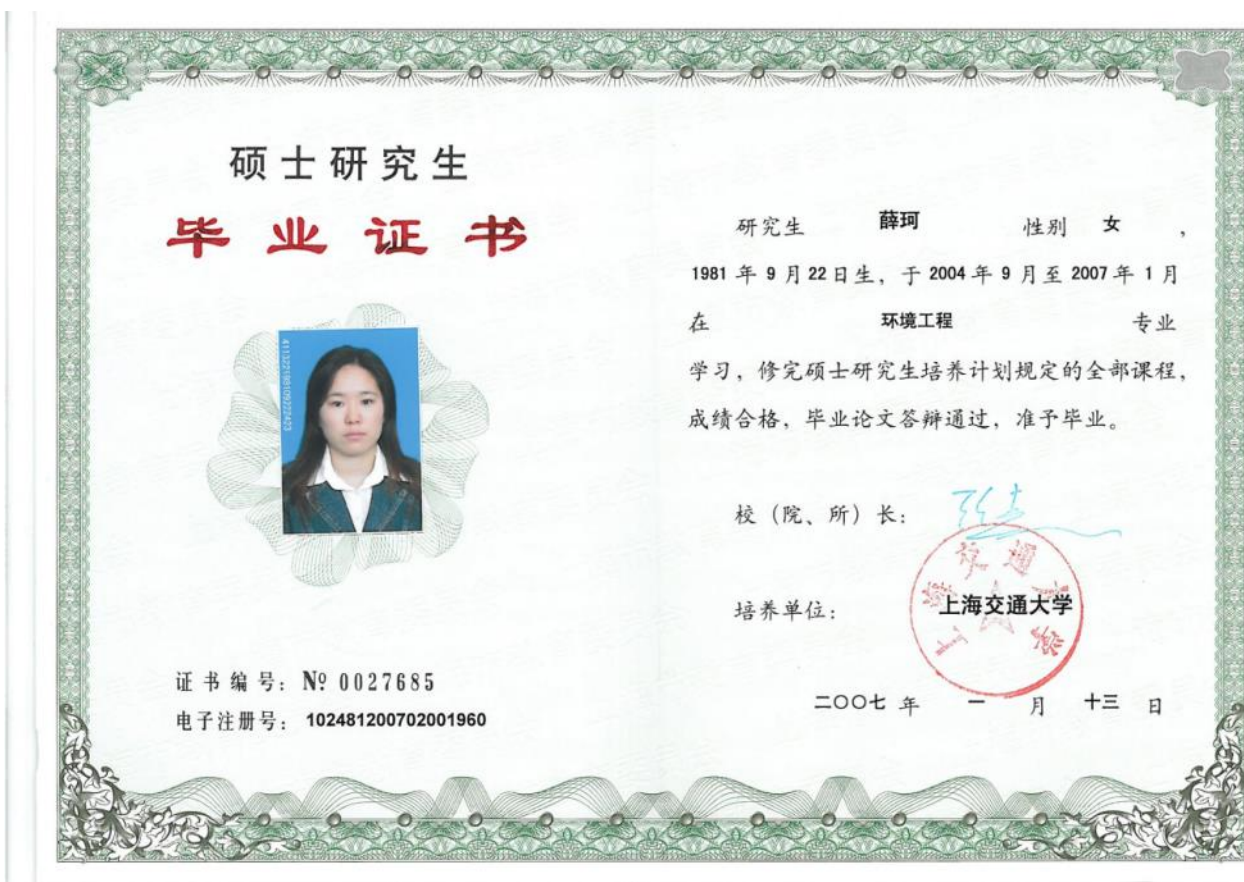 硕士研究生
毕业证书
411322198109222423
证书编号: № 0027685
电子注册号: 102481200702001960
研究生 薛珂 性别 女 ,
1981 年 9 月 22 日生, 于 2004 年 9 月至 2007 年 1 月
在 环境工程 专业
学习, 修完硕士研究生培养计划规定的全部课程,
成绩合格, 毕业论文答辩通过, 准予毕业。
校 (院、所) 长:
培养单位: 上海交通大学
二〇〇七 年 一 月 十三 日